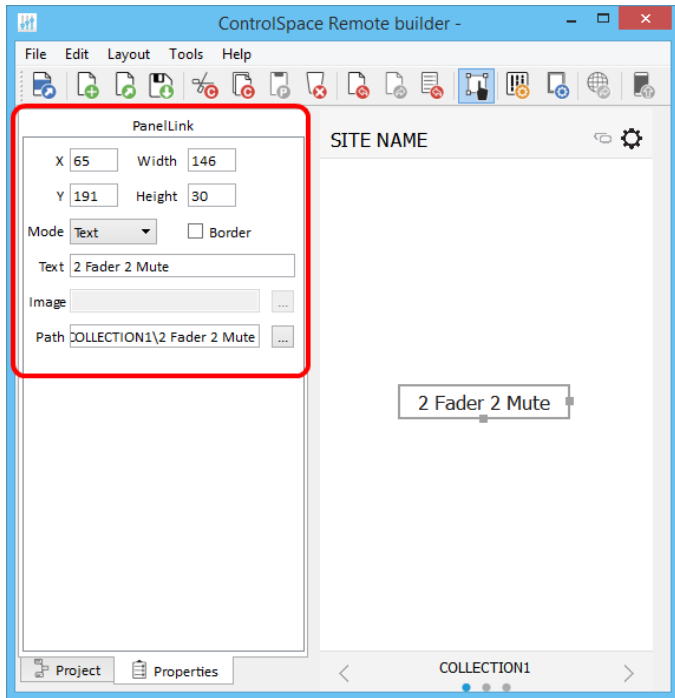 ControlSpace Remote builder -
File Edit Layout Tools Help
PanelLink
X 65 Width 146
Y 191 Height 30
Mode Text Border
Text 2 Fader 2 Mute
Image ...
Path COLLECTION1\2 Fader 2 Mute ...
Project Properties
SITE NAME
2 Fader 2 Mute
COLLECTION1